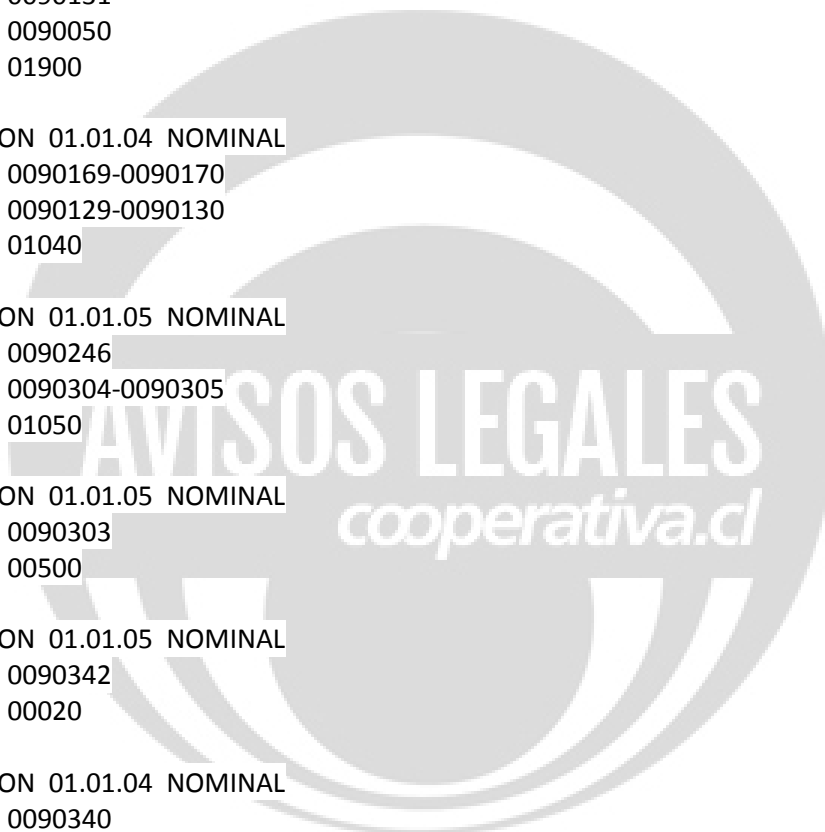 0090050
01900
ON 01.01.04 NOMINAL
0090169-0090170
0090129-0090130
01040
ON 01.01.05 NOMINAL
0090246
0090304-0090305
01050
AVISOS LEGALES
cooperativa.cl
ON 01.01.05 NOMINAL
0090303
00500
ON 01.01.05 NOMINAL
0090342
00020
ON 01.01.04 NOMINAL
0090340